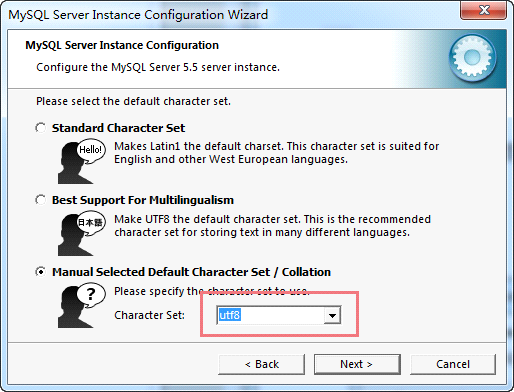 MySQL Server Instance Configuration Wizard
MySQL Server Instance Configuration
Configure the MySQL Server 5.5 server instance.
Please select the default character set.
Standard Character Set
Hello!
Makes Latin1 the default charset. This character set is suited for
English and other West European languages.
Best Support For Multilingualism
日本語
Make UTF8 the default character set. This is the recommended
character set for storing text in many different languages.
Manual Selected Default Character Set / Collation
?
Please specify the character set to use.
Character Set: utf8
< Back Next > Cancel